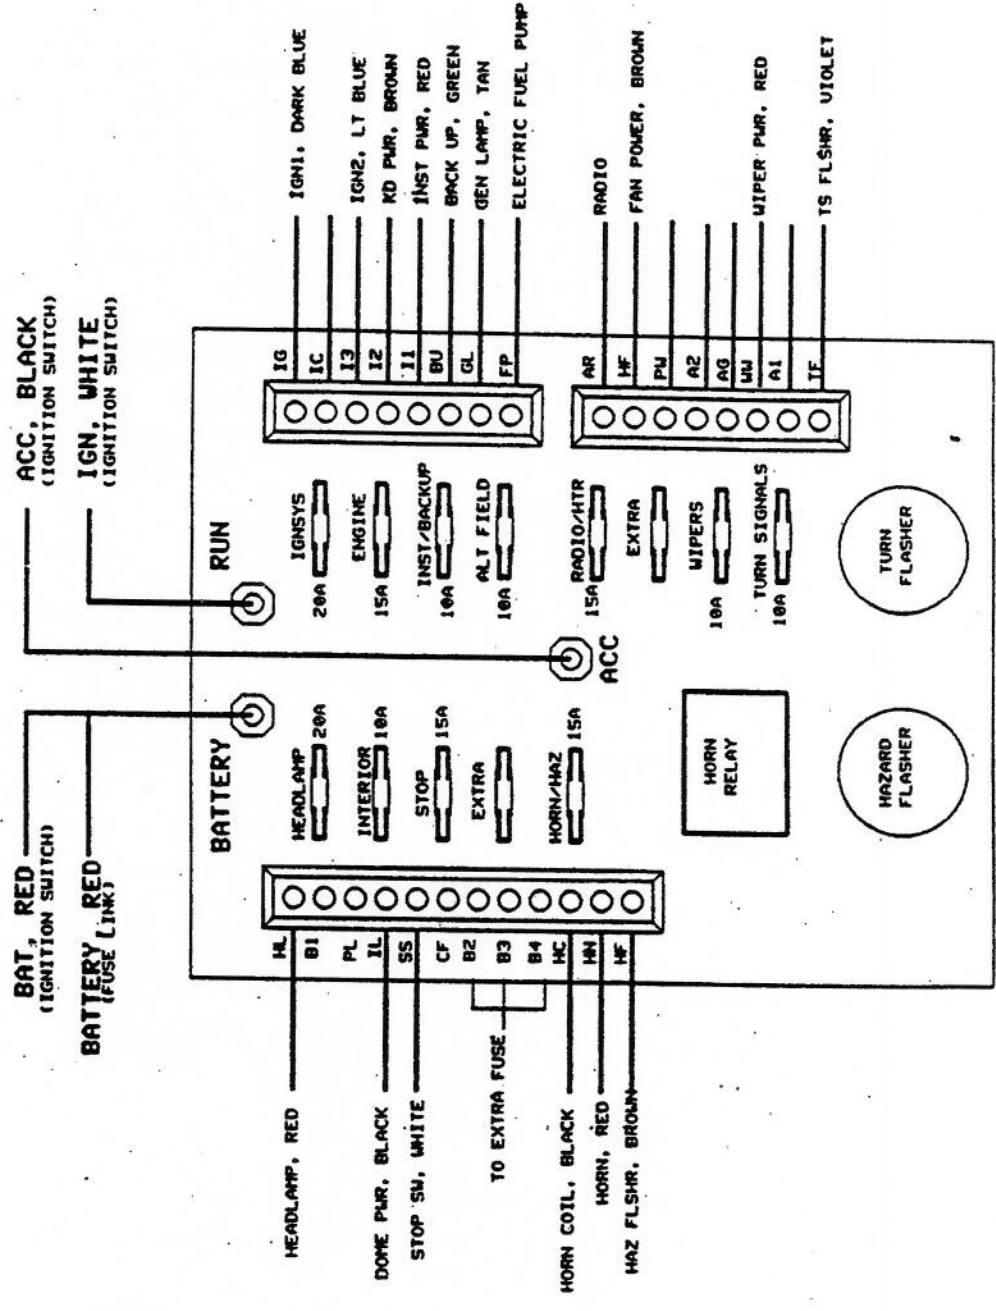 BAT, RED
(IGNITION SWITCH)
BATTERY, RED
(FUSE LINK)
ACC, BLACK
(IGNITION SWITCH)
IGN, WHITE
(IGNITION SWITCH)
BATTERY
RUN
ACC
HEADLAMP, RED
DOME PWR, BLACK
STOP SW, WHITE
TO EXTRA FUSE
HORN COIL, BLACK
HORN, RED
HAZ FLSHR, BROWN
HL
B1
PL
IL
SS
CF
B2
B3
B4
HC
HN
HF
HEADLAMP
20A
INTERIOR
10A
STOP
15A
EXTRA
HORN/HAZ
15A
HORN
RELAY
HAZARD
FLASHER
20A
IGNSYS
15A
ENGINE
10A
INST/BACKUP
10A
ALT FIELD
15A
RADIO/HTR
EXTRA
10A
WIPERS
10A
TURN SIGNALS
TURN
FLASHER
IG
IC
I3
I2
I1
BU
GL
FP
AR
HF
PW
A2
AG
WW
A1
TF
IGN1, DARK BLUE
IGN2, LT BLUE
KD PWR, BROWN
INST PWR, RED
BACK UP, GREEN
GEN LAMP, TAN
ELECTRIC FUEL PUMP
RADIO
FAN POWER, BROWN
WIPER PWR, RED
TS FLSHR, VIOLET